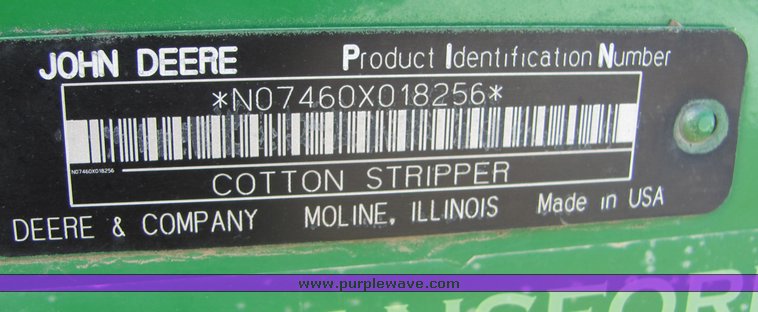 JOHN DEERE Product Identification Number
*N07460X018256*
N07460X018256
COTTON STRIPPER
DEERE & COMPANY MOLINE, ILLINOIS Made in USA
www.purplewave.com